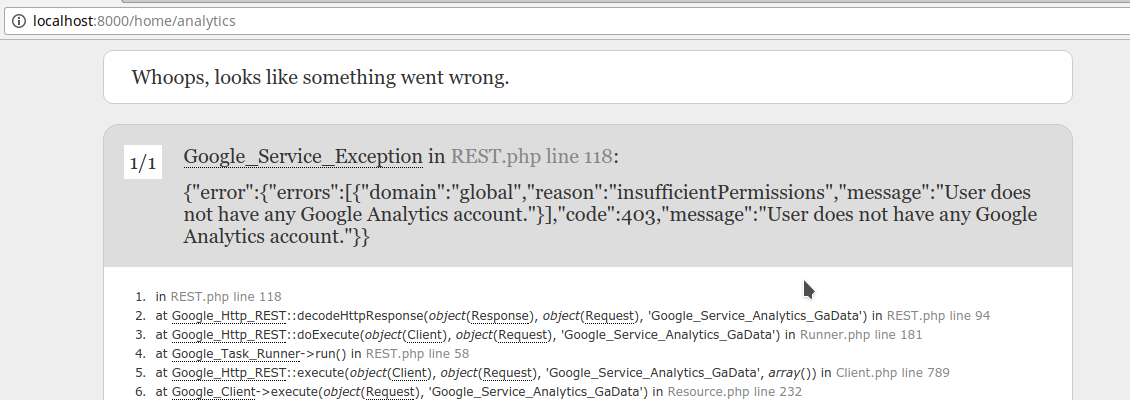 localhost:8000/home/analytics
Whoops, looks like something went wrong.
1/1
Google_Service_Exception in REST.php line 118:
{"error":{"errors":[{"domain":"global","reason":"insufficientPermissions","message":"User does
not have any Google Analytics account."}],"code":403,"message":"User does not have any Google
Analytics account."}}
1. in REST.php line 118
2. at Google_Http_REST::decodeHttpResponse(object(Response), object(Request), 'Google_Service_Analytics_GaData') in REST.php line 94
3. at Google_Http_REST::doExecute(object(Client), object(Request), 'Google_Service_Analytics_GaData') in Runner.php line 181
4. at Google_Task_Runner->run() in REST.php line 58
5. at Google_Http_REST::execute(object(Client), object(Request), 'Google_Service_Analytics_GaData', array()) in Client.php line 789
6. at Google_Client->execute(object(Request), 'Google_Service_Analytics_GaData') in Resource.php line 232